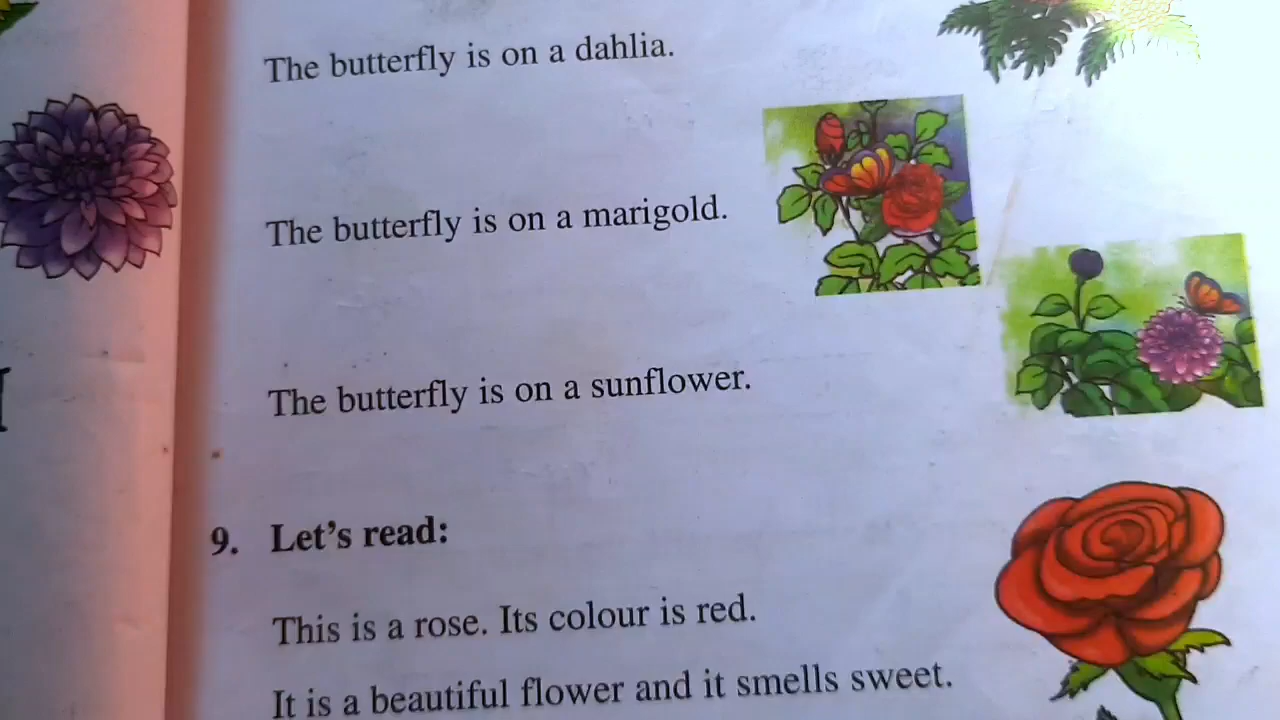 The butterfly is on a dahlia.
The butterfly is on a marigold.
The butterfly is on a sunflower.
9. Let's read:
This is a rose. Its colour is red.
It is a beautiful flower and it smells sweet.